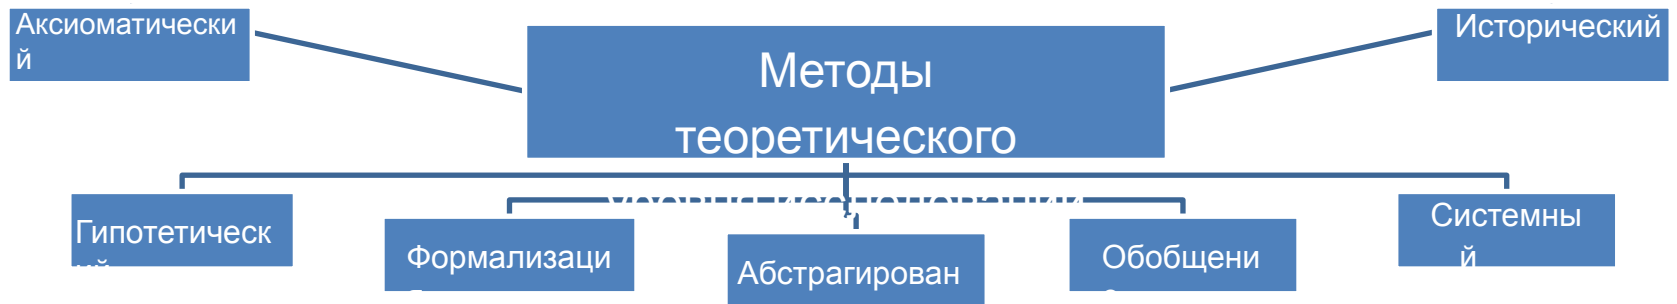 Аксиоматически
й
Методы
теоретического
Исторический
Гипотетическ
Формализаци
Абстрагирован
Обобщени
Системны
й